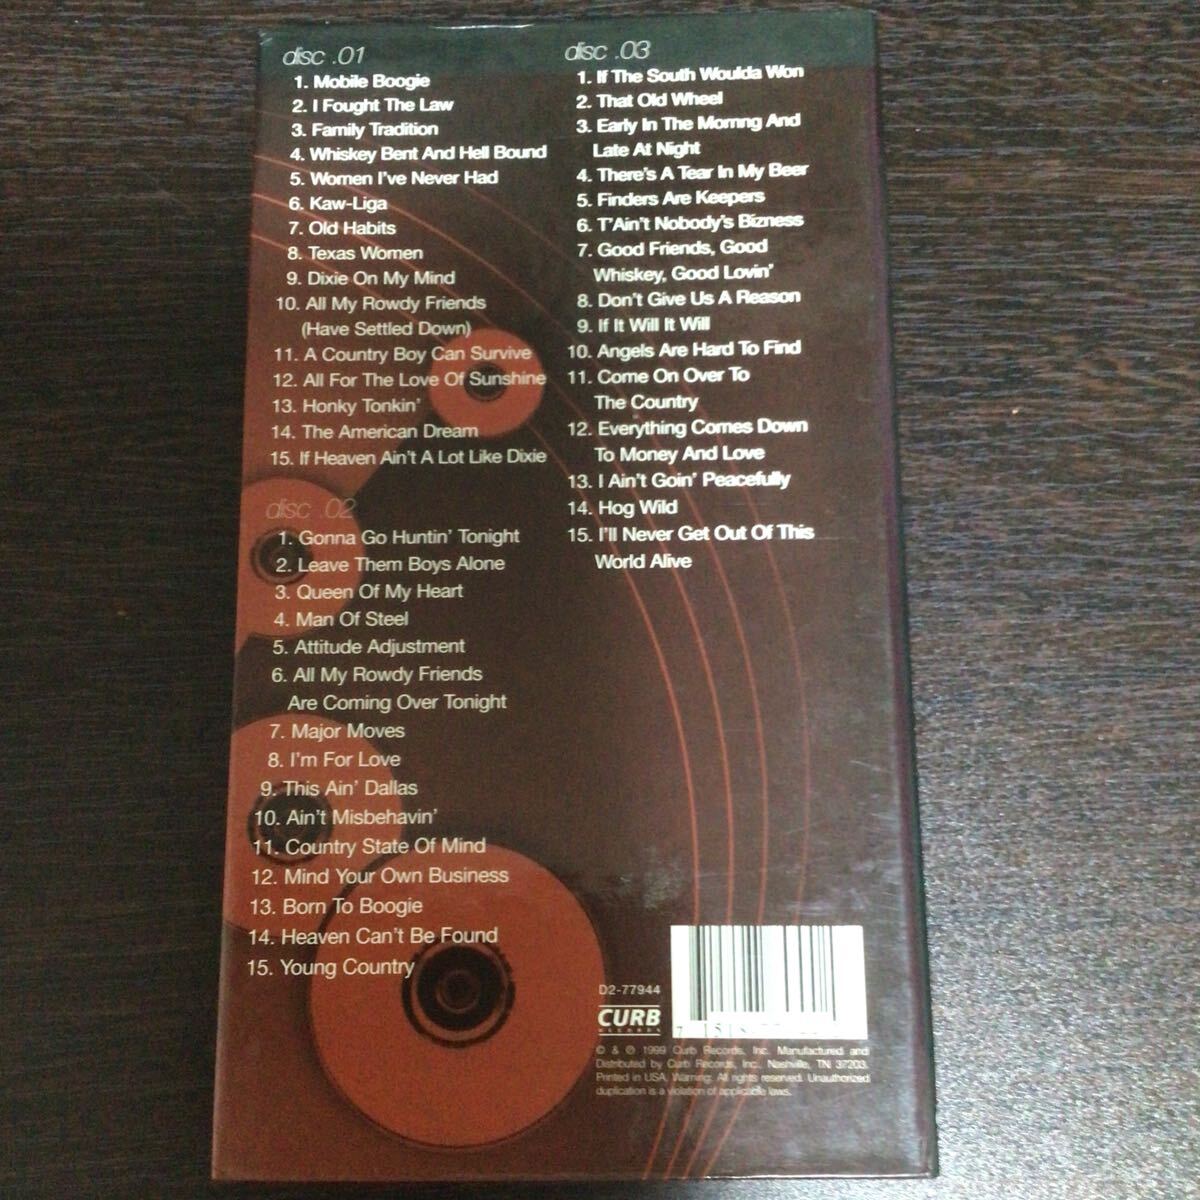 disc .01
1. Mobile Boogie
2. I Fought The Law
3. Family Tradition
4. Whiskey Bent And Hell Bound
5. Women I've Never Had
6. Kaw-Liga
7. Old Habits
8. Texas Women
9. Dixie On My Mind
10. All My Rowdy Friends
(Have Settled Down)
11. A Country Boy Can Survive
12. All For The Love Of Sunshine
13. Honky Tonkin'
14. The American Dream
15. If Heaven Ain't A Lot Like Dixie
disc .02
1. Gonna Go Huntin' Tonight
2. Leave Them Boys Alone
3. Queen Of My Heart
4. Man Of Steel
5. Attitude Adjustment
6. All My Rowdy Friends
Are Coming Over Tonight
7. Major Moves
8. I'm For Love
9. This Ain' Dallas
10. Ain't Misbehavin'
11. Country State Of Mind
12. Mind Your Own Business
13. Born To Boogie
14. Heaven Can't Be Found
15. Young Country
disc .03
1. If The South Woulda Won
2. That Old Wheel
3. Early In The Morning And
Late At Night
4. There's A Tear In My Beer
5. Finders Are Keepers
6. T'Ain't Nobody's Bizness
7. Good Friends, Good
Whiskey, Good Lovin'
8. Don't Give Us A Reason
9. If It Will It Will
10. Angels Are Hard To Find
11. Come On Over To
The Country
12. Everything Comes Down
To Money And Love
13. I Ain't Goin' Peacefully
14. Hog Wild
15. I'll Never Get Out Of This
World Alive
D2-77944
CURB
RECORDS
© & ℗ 1999 Curb Records, Inc. Manufactured and
Distributed by Curb Records, Inc., Nashville, TN 37203.
Printed in USA. Warning: All rights reserved. Unauthorized
duplication is a violation of applicable laws.